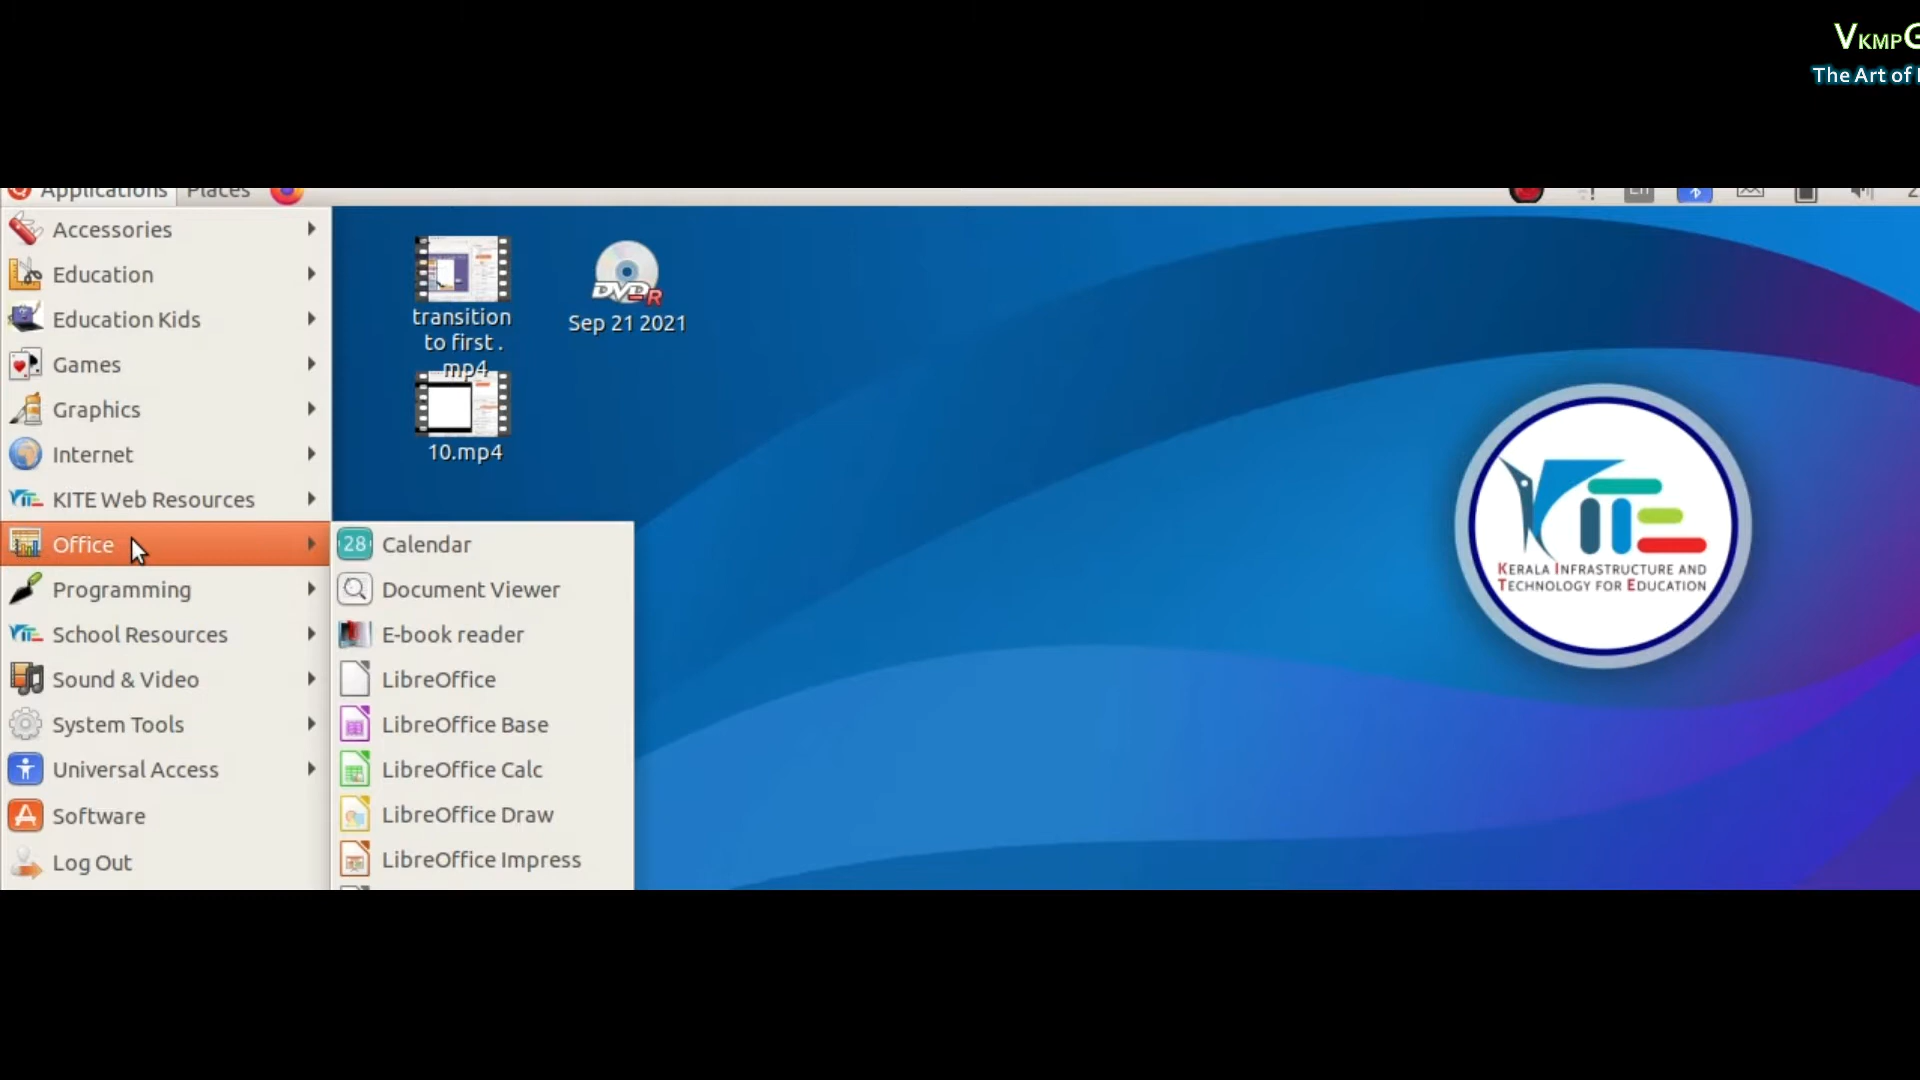 VKMPG
The Art of
Applications Places
Accessories
Education
Education Kids
Games
Graphics
Internet
KITE Web Resources
Office
Programming
School Resources
Sound & Video
System Tools
Universal Access
Software
Log Out
28 Calendar
Document Viewer
E-book reader
LibreOffice
LibreOffice Base
LibreOffice Calc
LibreOffice Draw
LibreOffice Impress
transition
to first .
mp4
10.mp4
DVD-R
Sep 21 2021
KERALA INFRASTRUCTURE AND
TECHNOLOGY FOR EDUCATION